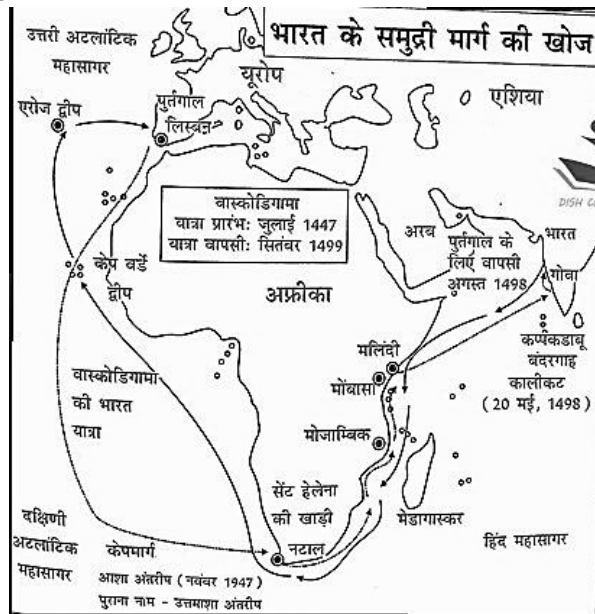 भारत के समुद्री मार्ग की खोज
उत्तरी अटलांटिक
महासागर
यूरोप
एशिया
एरोज द्वीप
पुर्तगाल
लिस्बन
DISH C
वास्कोडिगामा
यात्रा प्रारंभः जुलाई 1447
यात्रा वापसीः सितंबर 1499
अरब
पुर्तगाल के
लिए वापसी
अगस्त 1498
भारत
गोवा
केप वर्डे
द्वीप
अफ्रीका
कप्पकडाबू
बंदरगाह
कालीकट
(20 मई, 1498)
मलिंदी
मोंबासा
वास्कोडिगामा
की भारत
यात्रा
मोजाम्बिक
सेंट हेलेना
की खाड़ी
मेडागास्कर
हिंद महासागर
दक्षिणी
अटलांटिक
महासागर
केपमार्ग
नटाल
आशा अंतरीप (नवंबर 1947)
पुराना नाम - उत्तमाशा अंतरीप